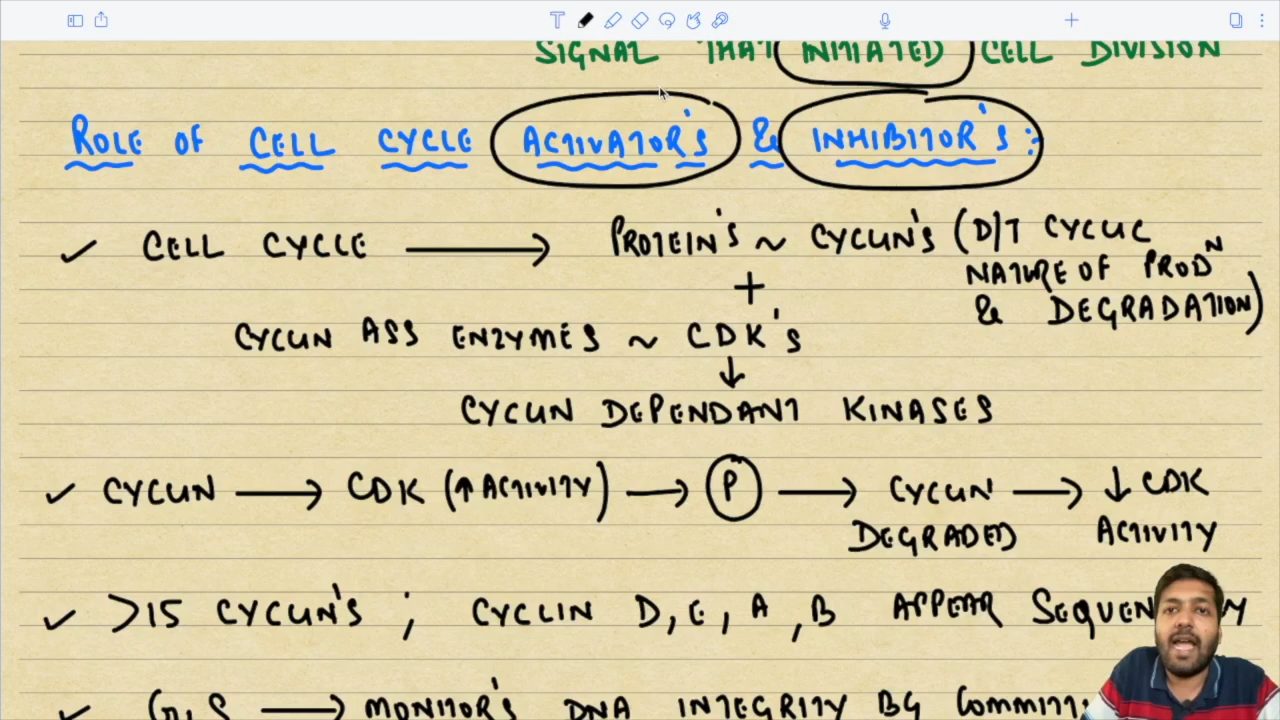 SIGNAL THAT INITIATED CELL DIVISION
ROLE OF CELL CYCLE ACTIVATOR'S & INHIBITOR'S :-
✓ CELL CYCLE ⟶ PROTEIN'S ~ CYCLIN'S (D/T CYCLIC
NATURE OF PRODᴺ
& DEGRADATION)
+
CYCLIN ASS ENZYMES ~ CDK'S
↓
CYCLIN DEPENDANT KINASES
✓ CYCLIN ⟶ CDK (↑ ACTIVITY) ⟶ P ⟶ CYCLIN ⟶ ↓ CDK
DEGRADED ACTIVITY
✓ >15 CYCLIN'S ; CYCLIN D, E, A, B APPEAR
✓ G1, S ⟶ MONITOR'S DNA INTEGRITY